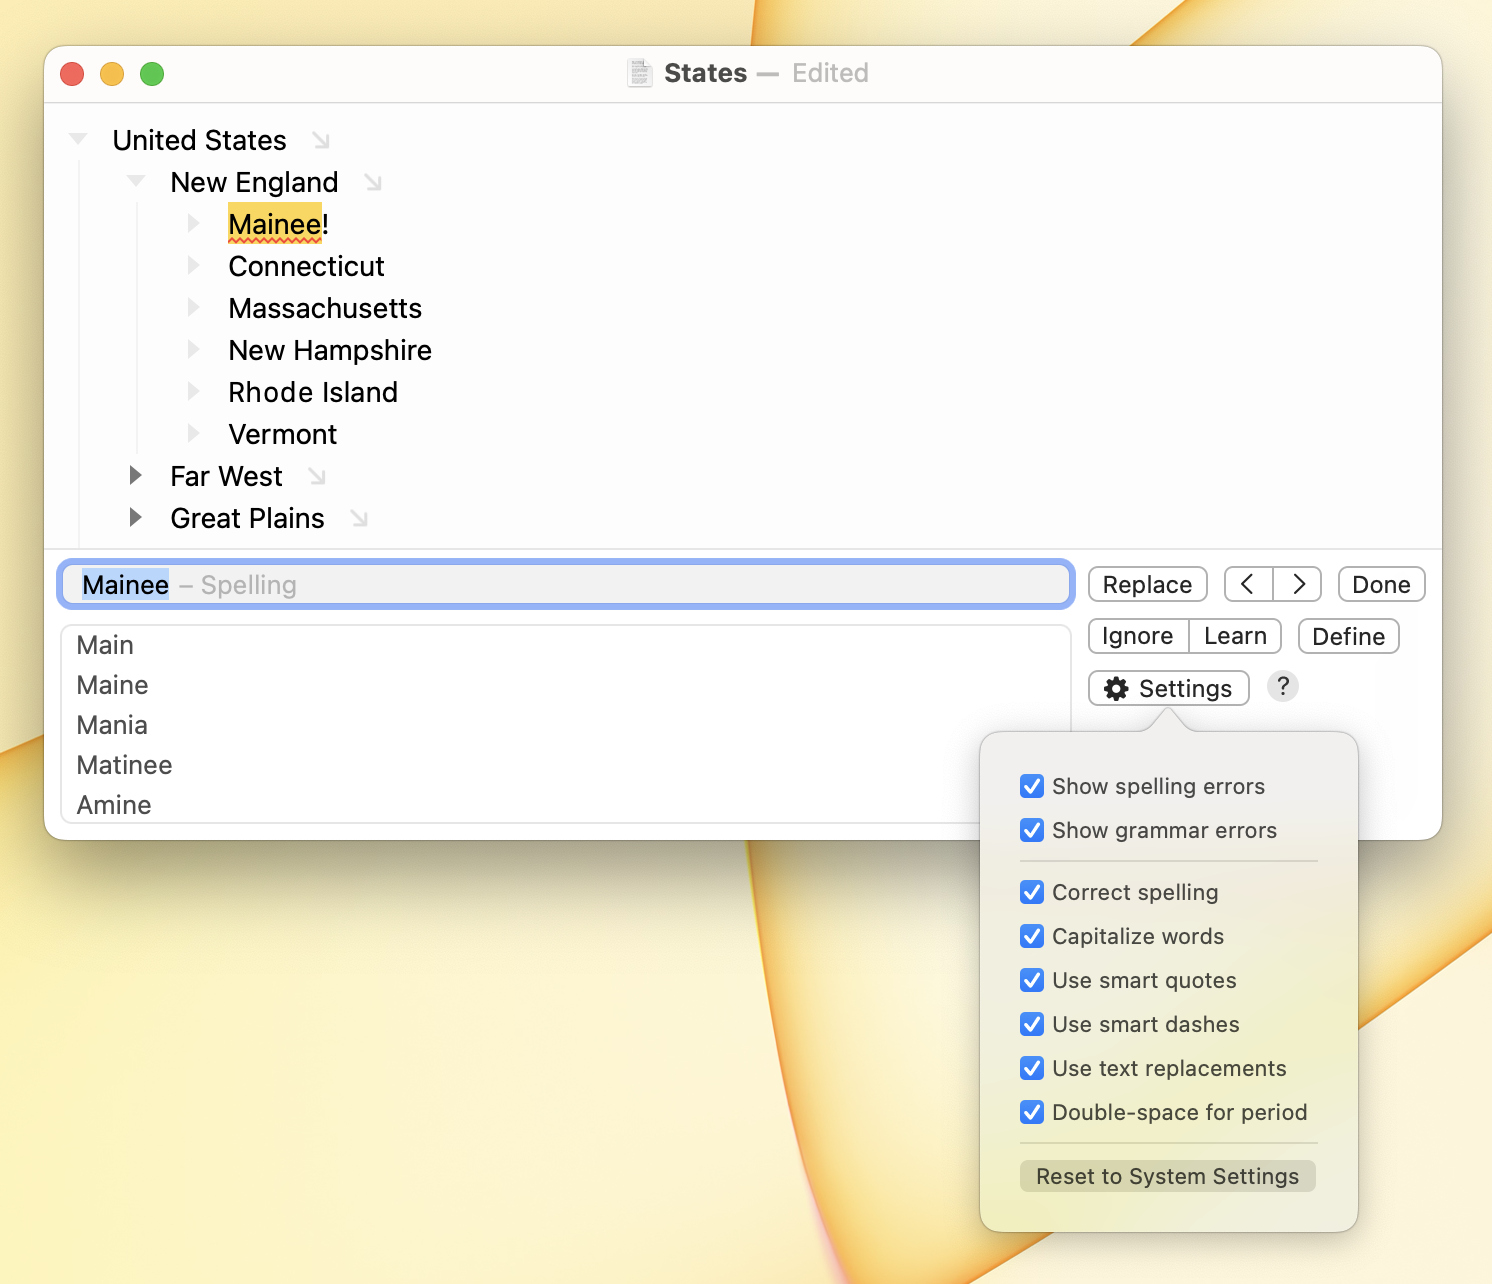 States — Edited
United States
New England
Mainee!
Connecticut
Massachusetts
New Hampshire
Rhode Island
Vermont
Far West
Great Plains
Mainee – Spelling
Replace
Done
Main
Maine
Mania
Matinee
Amine
Ignore
Learn
Define
Settings
?
Show spelling errors
Show grammar errors
Correct spelling
Capitalize words
Use smart quotes
Use smart dashes
Use text replacements
Double-space for period
Reset to System Settings